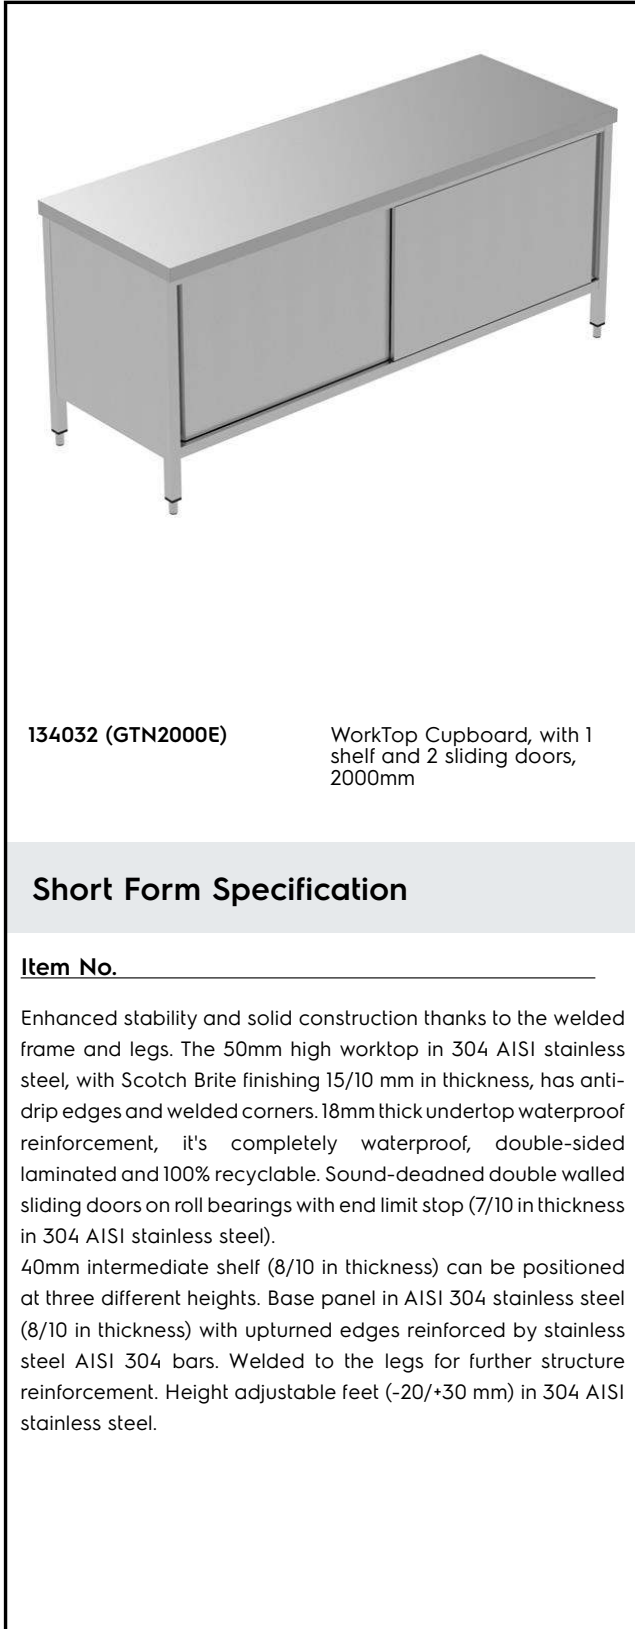 134032 (GTN2000E)
WorkTop Cupboard, with 1
shelf and 2 sliding doors,
2000mm
Short Form Specification
Item No.
Enhanced stability and solid construction thanks to the welded
frame and legs. The 50mm high worktop in 304 AISI stainless
steel, with Scotch Brite finishing 15/10 mm in thickness, has anti-
drip edges and welded corners. 18mm thick undertop waterproof
reinforcement, it's completely waterproof, double-sided
laminated and 100% recyclable. Sound-deadned double walled
sliding doors on roll bearings with end limit stop (7/10 in thickness
in 304 AISI stainless steel).
40mm intermediate shelf (8/10 in thickness) can be positioned
at three different heights. Base panel in AISI 304 stainless steel
(8/10 in thickness) with upturned edges reinforced by stainless
steel AISI 304 bars. Welded to the legs for further structure
reinforcement. Height adjustable feet (-20/+30 mm) in 304 AISI
stainless steel.